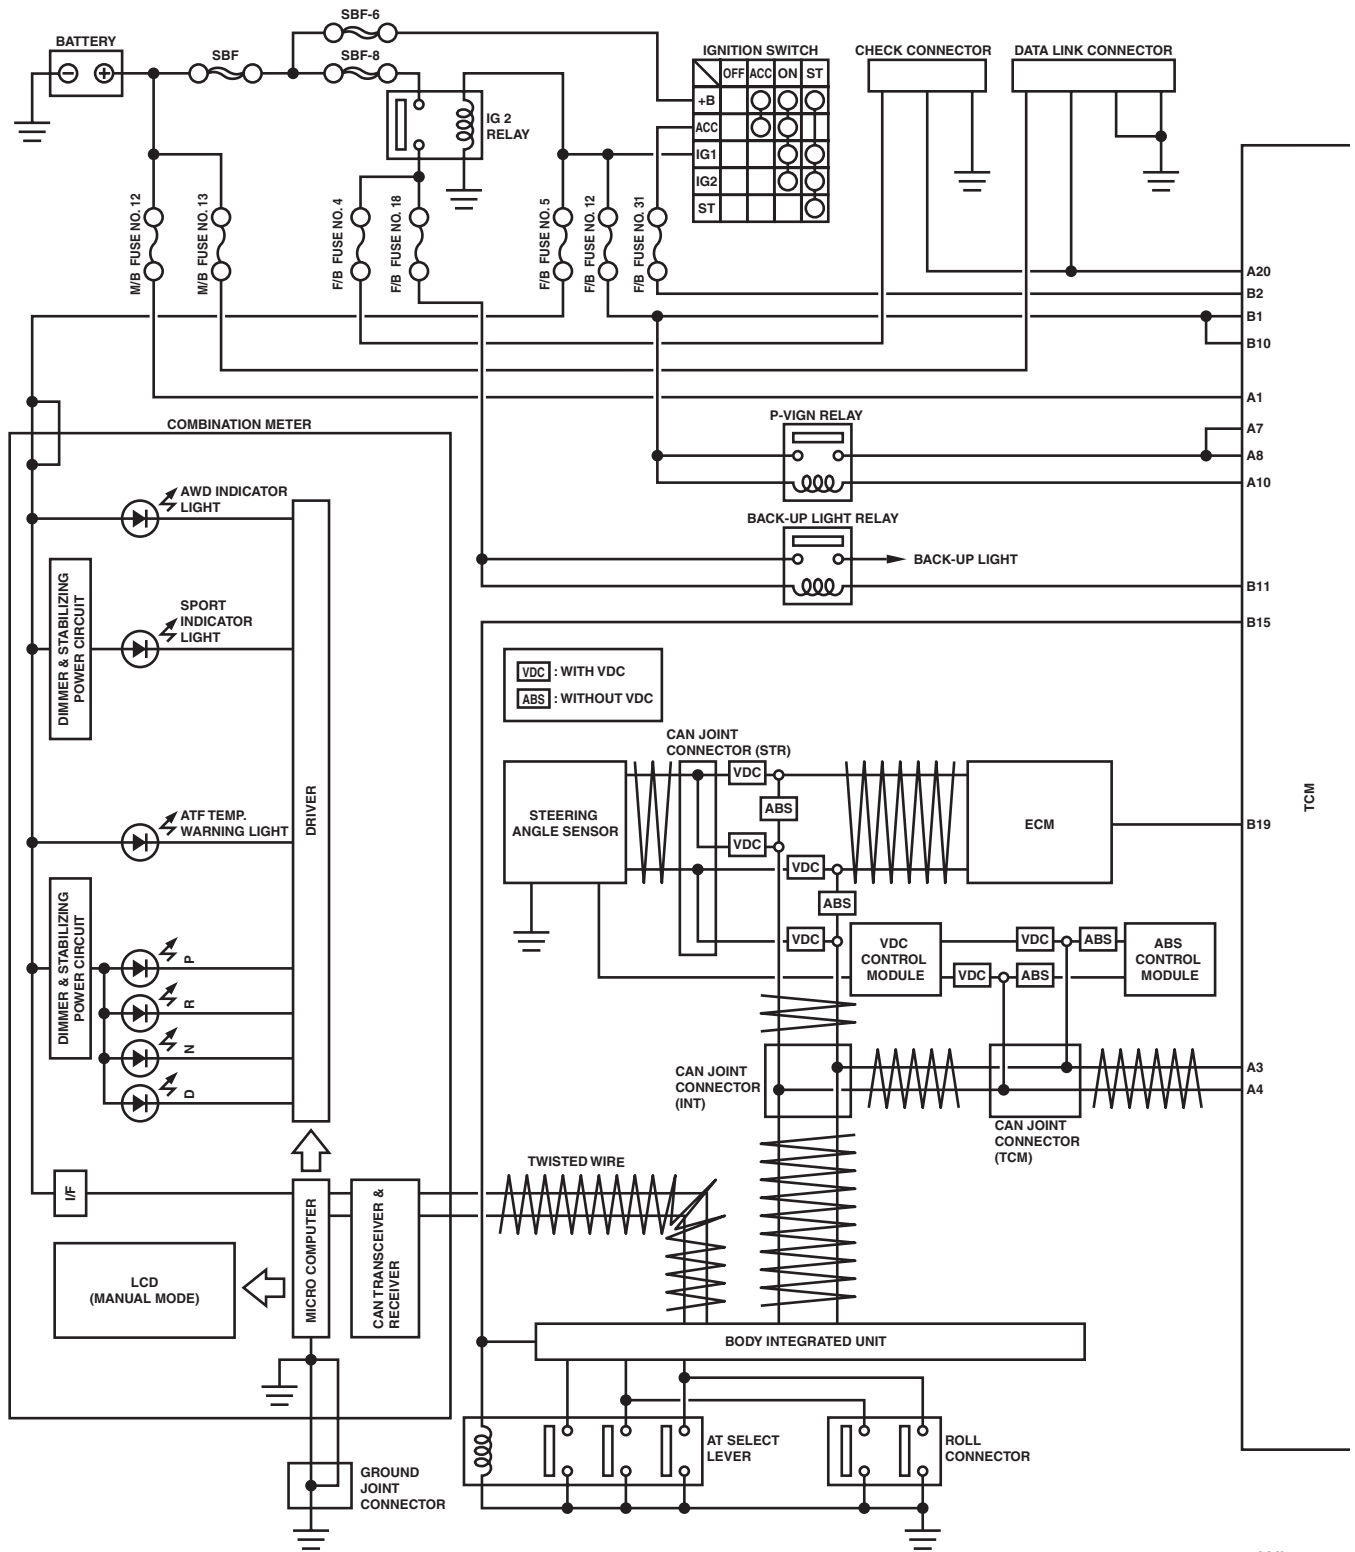 SBF-6
BATTERY
SBF
SBF-8
IGNITION SWITCH
CHECK CONNECTOR
DATA LINK CONNECTOR
OFF ACC ON ST
+B
ACC
IG1
IG2
ST
IG 2
RELAY
M/B FUSE NO. 12
M/B FUSE NO. 13
F/B FUSE NO. 4
F/B FUSE NO. 18
F/B FUSE NO. 5
F/B FUSE NO. 12
F/B FUSE NO. 31
A20
B2
B1
B10
A1
A7
A8
A10
B11
B15
B19
A3
A4
TCM
P-VIGN RELAY
BACK-UP LIGHT RELAY
BACK-UP LIGHT
COMBINATION METER
AWD INDICATOR
LIGHT
DIMMER & STABILIZING
POWER CIRCUIT
SPORT
INDICATOR
LIGHT
DRIVER
ATF TEMP.
WARNING LIGHT
DIMMER & STABILIZING
POWER CIRCUIT
P
R
N
D
I/F
MICRO COMPUTER
CAN TRANSCEIVER &
RECEIVER
LCD
(MANUAL MODE)
GROUND
JOINT
CONNECTOR
VDC : WITH VDC
ABS : WITHOUT VDC
CAN JOINT
CONNECTOR (STR)
STEERING
ANGLE SENSOR
VDC
ABS
VDC
VDC
ABS
VDC
ECM
VDC
CONTROL
MODULE
VDC
ABS
VDC
ABS
ABS
CONTROL
MODULE
CAN JOINT
CONNECTOR
(INT)
CAN JOINT
CONNECTOR
(TCM)
TWISTED WIRE
BODY INTEGRATED UNIT
AT SELECT
LEVER
ROLL
CONNECTOR